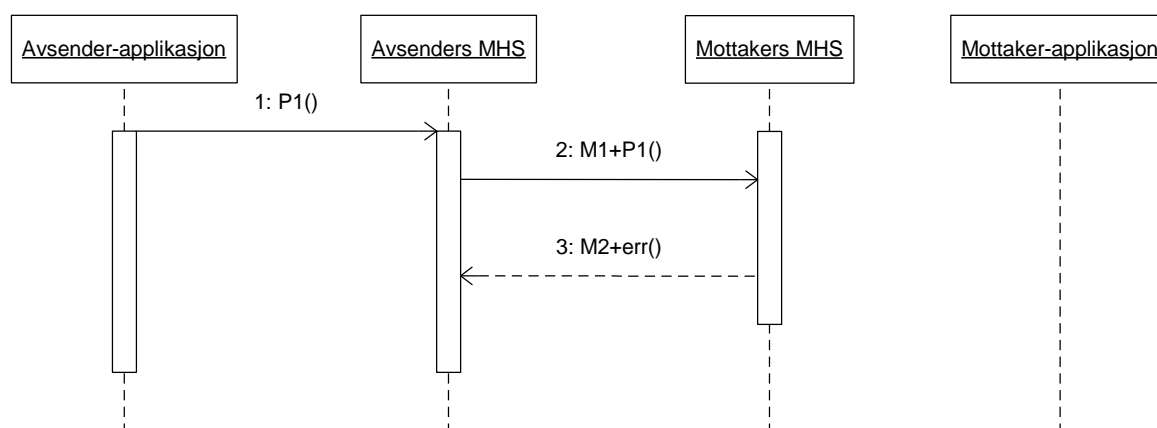 Avsender-applikasjon
Avsenders MHS
Mottakers MHS
Mottaker-applikasjon
1: P1()
2: M1+P1()
3: M2+err()